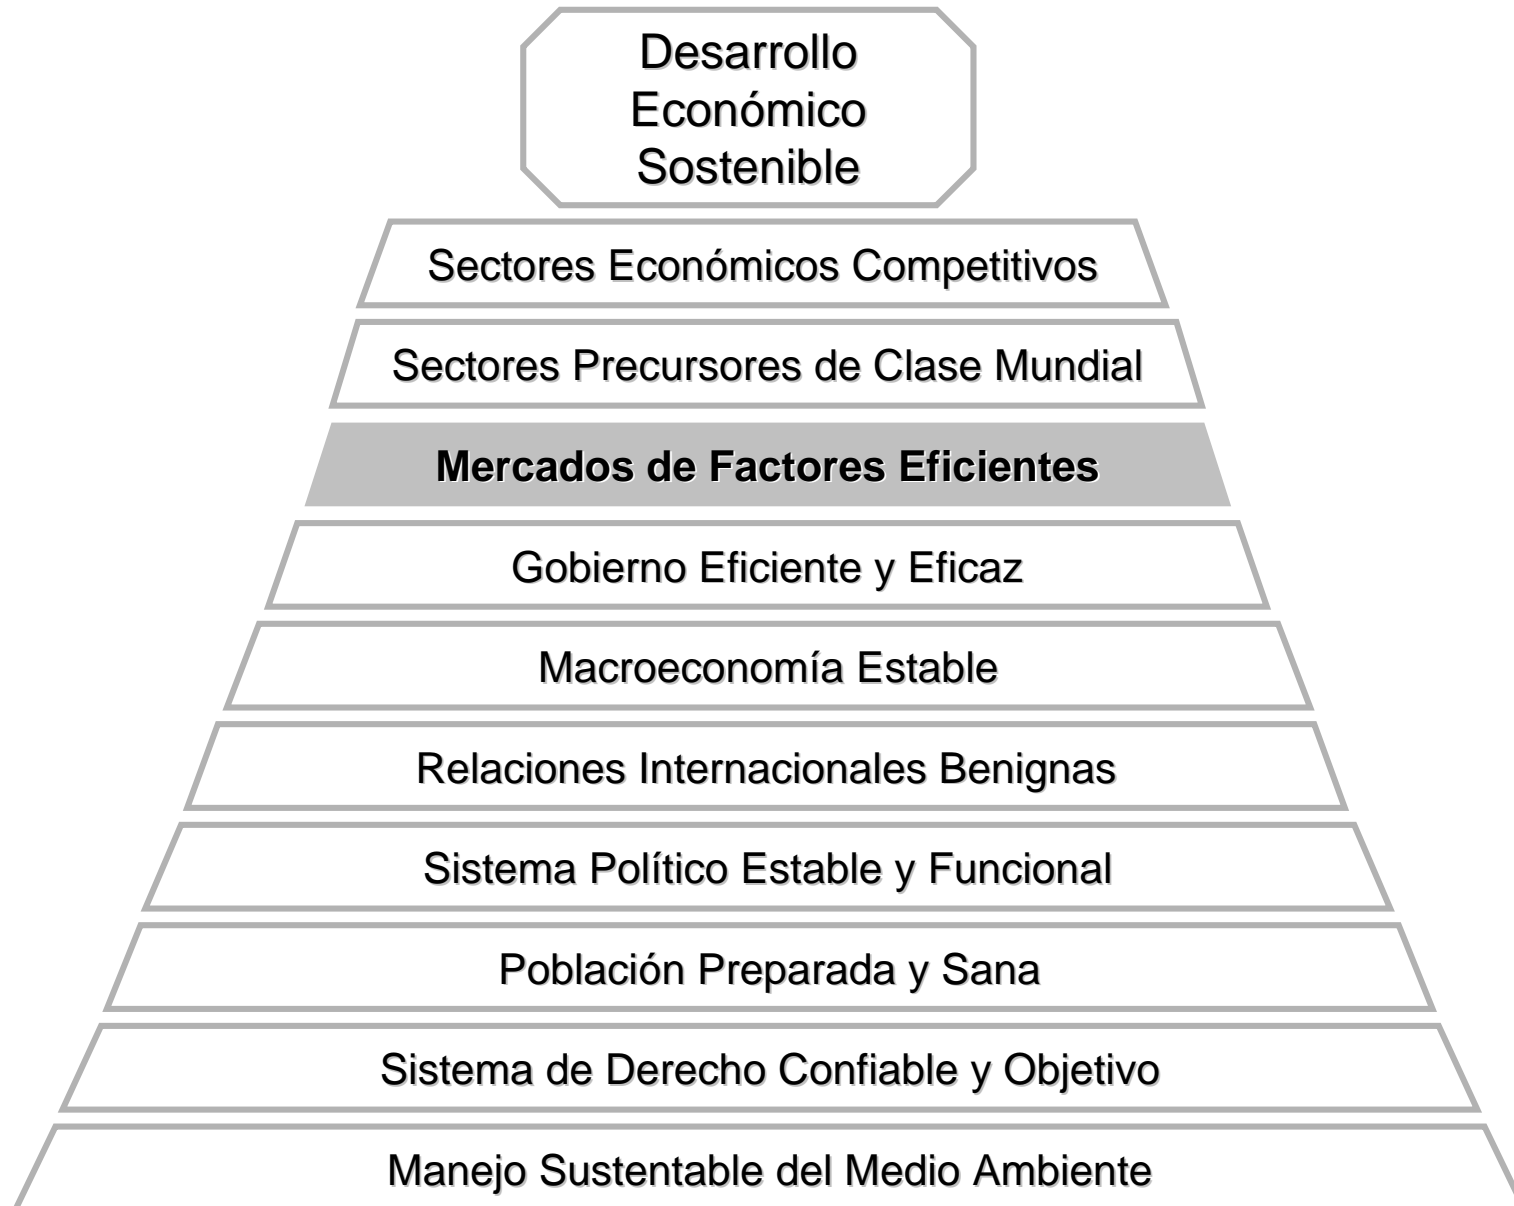 Desarrollo
Económico
Sostenible
Sectores Económicos Competitivos
Sectores Precursores de Clase Mundial
Mercados de Factores Eficientes
Gobierno Eficiente y Eficaz
Macroeconomía Estable
Relaciones Internacionales Benignas
Sistema Político Estable y Funcional
Población Preparada y Sana
Sistema de Derecho Confiable y Objetivo
Manejo Sustentable del Medio Ambiente